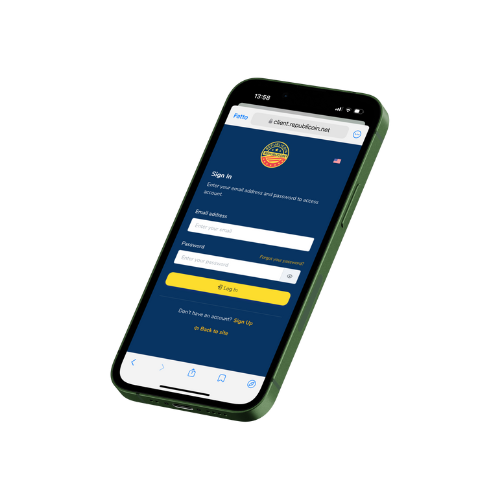 13:58
Fatto
client.republicoin.net
Sign In
Enter your email address and password to access
account
Email address
Enter your email
Password
Forgot your password?
Enter your password
Log In
Don't have an account? Sign Up
Back to site